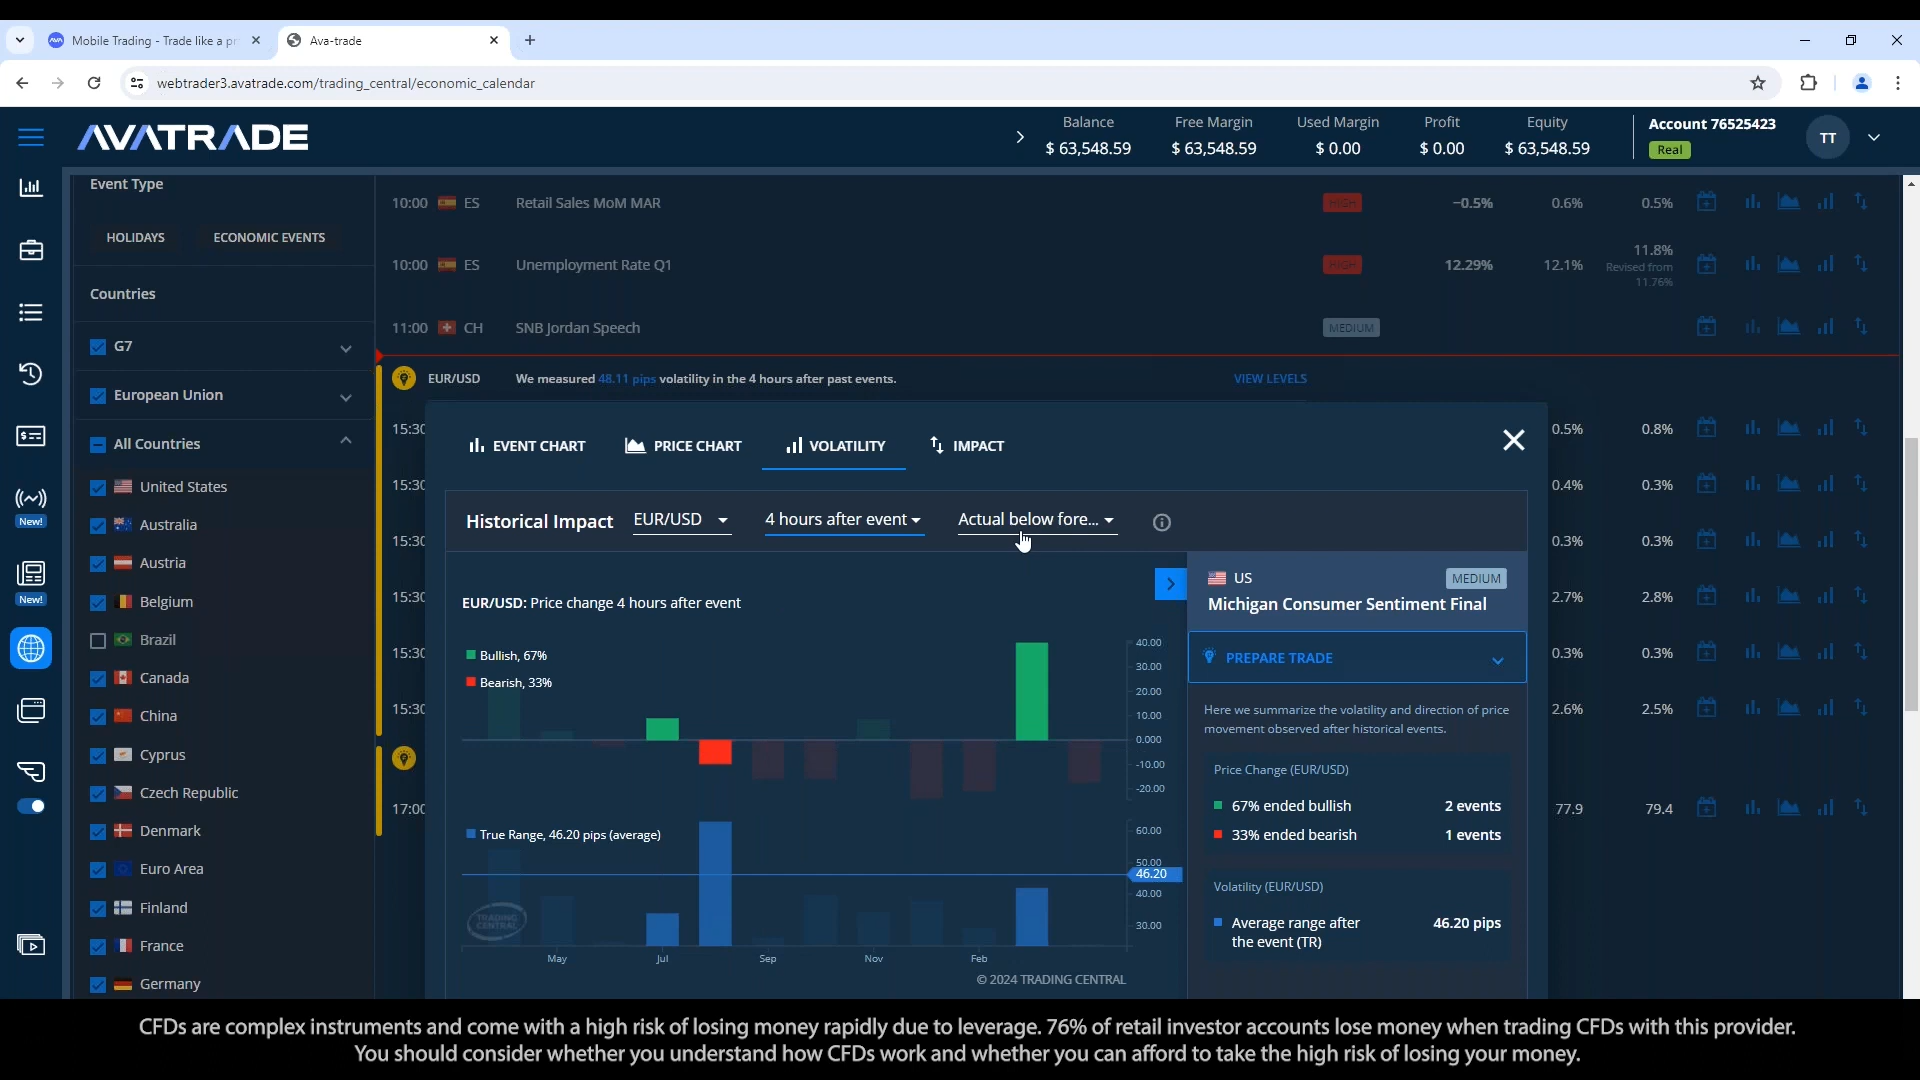 Mobile Trading - Trade like a pr
Ava-trade
webtrader3.avatrade.com/trading_central/economic_calendar
AVATRADE
Balance
$ 63,548.59
Free Margin
$ 63,548.59
Used Margin
$ 0.00
Profit
$ 0.00
Equity
$ 63,548.59
Account 76525423
Real
TT
New!
New!
Event Type
HOLIDAYS
ECONOMIC EVENTS
Countries
G7
European Union
All Countries
United States
Australia
Austria
Belgium
Brazil
Canada
China
Cyprus
Czech Republic
Denmark
Euro Area
Finland
France
Germany
10:00 ES Retail Sales MoM MAR HIGH -0.5% 0.6% 0.5%
10:00 ES Unemployment Rate Q1 HIGH 12.29% 12.1% 11.8%
Revised from
11.76%
11:00 CH SNB Jordan Speech MEDIUM
EUR/USD We measured 48.11 pips volatility in the 4 hours after past events. VIEW LEVELS
15:30 0.5% 0.8%
15:30 0.4% 0.3%
15:30 0.3% 0.3%
15:30 2.7% 2.8%
15:30 0.3% 0.3%
15:30 2.6% 2.5%
17:00 77.9 79.4
EVENT CHART
PRICE CHART
VOLATILITY
IMPACT
Historical Impact EUR/USD 4 hours after event Actual below fore...
EUR/USD: Price change 4 hours after event
Bullish, 67%
Bearish, 33%
40.00
30.00
20.00
10.00
0.000
-10.00
-20.00
True Range, 46.20 pips (average)
60.00
50.00
46.20
40.00
30.00
TRADING
CENTRAL
May Jul Sep Nov Feb
© 2024 TRADING CENTRAL
US
MEDIUM
Michigan Consumer Sentiment Final
PREPARE TRADE
Here we summarize the volatility and direction of price
movement observed after historical events.
Price Change (EUR/USD)
67% ended bullish 2 events
33% ended bearish 1 events
Volatility (EUR/USD)
Average range after 46.20 pips
the event (TR)
CFDs are complex instruments and come with a high risk of losing money rapidly due to leverage. 76% of retail investor accounts lose money when trading CFDs with this provider.
You should consider whether you understand how CFDs work and whether you can afford to take the high risk of losing your money.